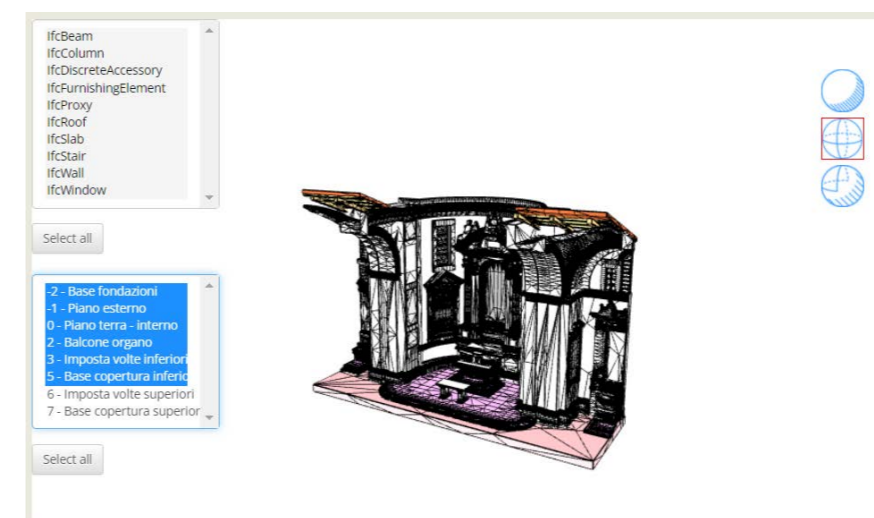 IfcBeam
IfcColumn
IfcDiscreteAccessory
IfcFurnishingElement
IfcProxy
IfcRoof
IfcSlab
IfcStair
IfcWall
IfcWindow
Select all
-2 - Base fondazioni
-1 - Piano esterno
0 - Piano terra - interno
2 - Balcone organo
3 - Imposta volte inferiori
5 - Base copertura inferio
6 - Imposta volte superiori
7 - Base copertura superior
Select all